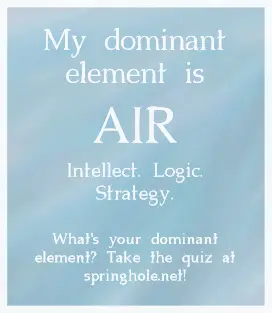 My dominant
element is
AIR
Intellect. Logic.
Strategy.
What's your dominant
element? Take the quiz at
springhole.net!